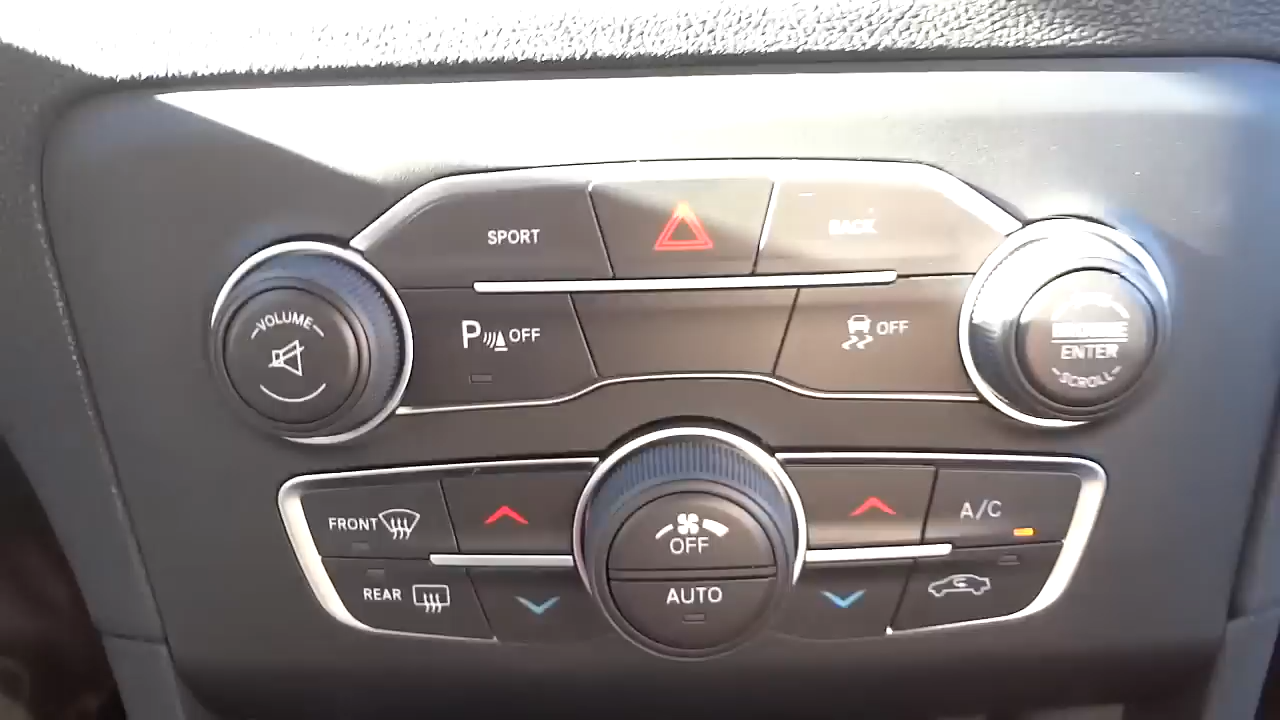 SPORT
BACK
VOLUME
P OFF
OFF
ENTER
SCROLL
FRONT
A/C
OFF
REAR
AUTO